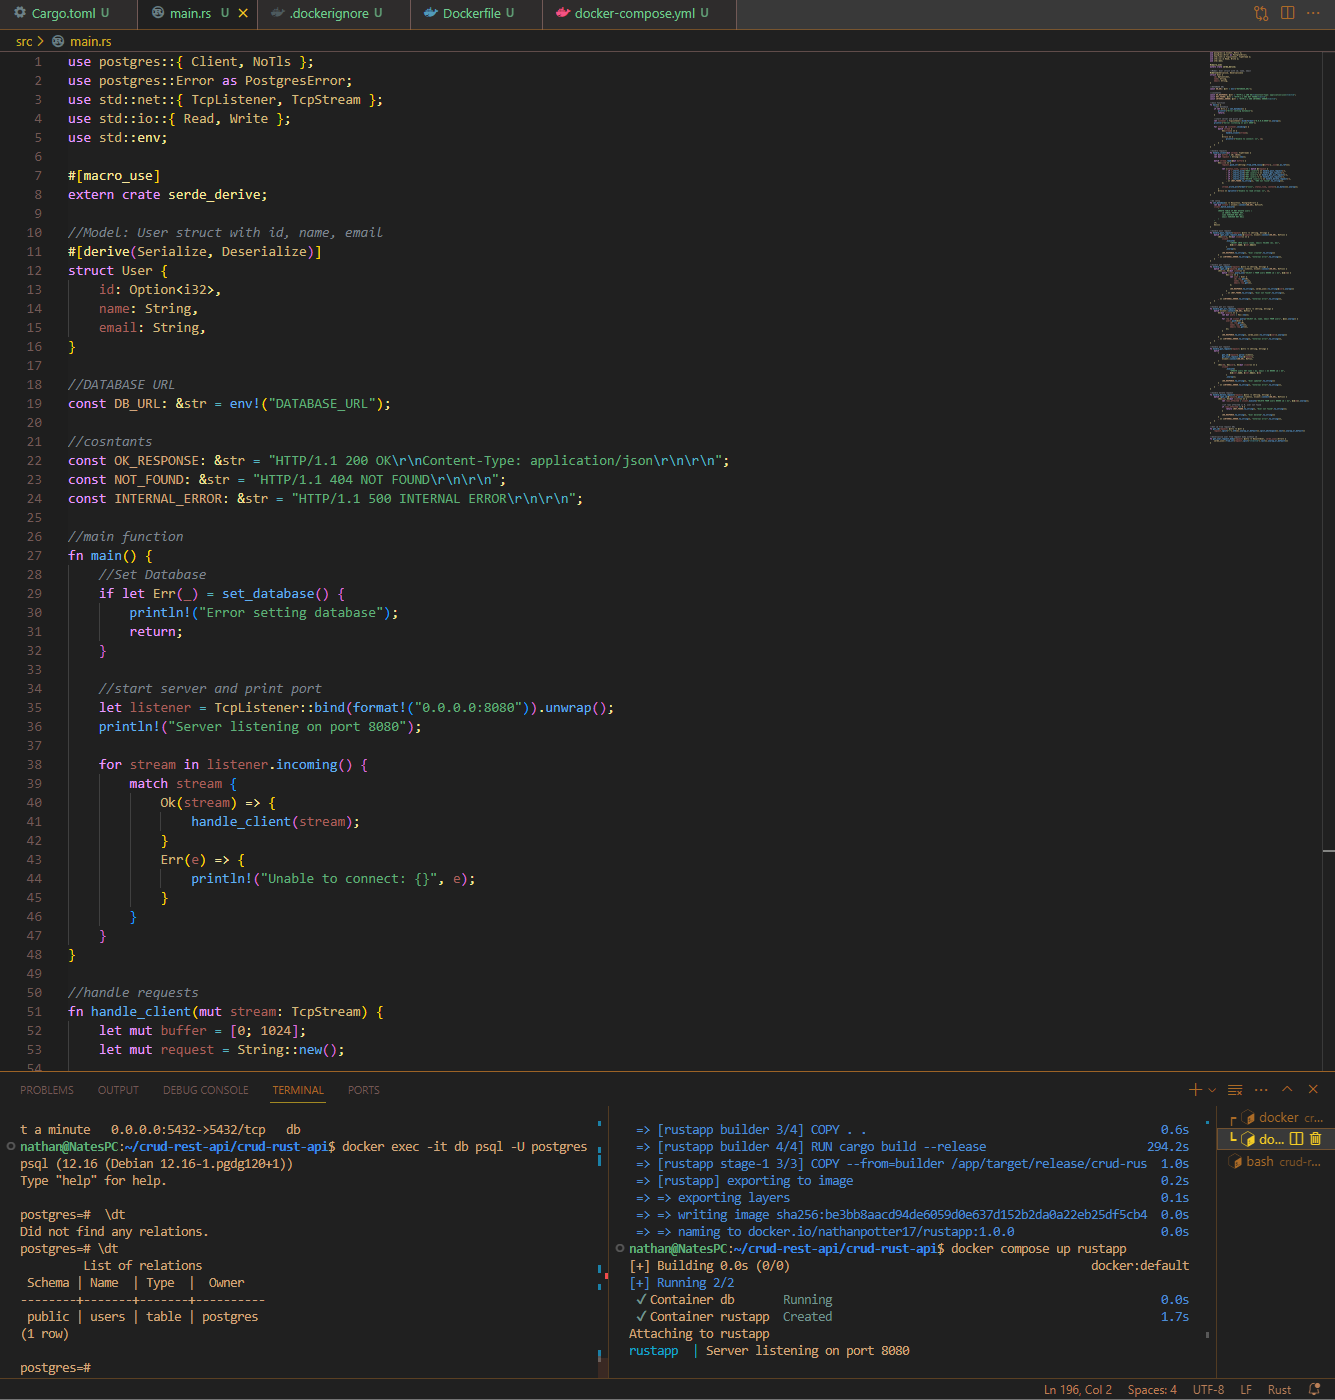 Cargo.toml U
main.rs U
.dockerignore U
Dockerfile U
docker-compose.yml U
src > main.rs
1 use postgres::{ Client, NoTls };
2 use postgres::Error as PostgresError;
3 use std::net::{ TcpListener, TcpStream };
4 use std::io::{ Read, Write };
5 use std::env;
6
7 #[macro_use]
8 extern crate serde_derive;
9
10 //Model: User struct with id, name, email
11 #[derive(Serialize, Deserialize)]
12 struct User {
13     id: Option<i32>,
14     name: String,
15     email: String,
16 }
17
18 //DATABASE URL
19 const DB_URL: &str = env!("DATABASE_URL");
20
21 //cosntants
22 const OK_RESPONSE: &str = "HTTP/1.1 200 OK\r\nContent-Type: application/json\r\n\r\n";
23 const NOT_FOUND: &str = "HTTP/1.1 404 NOT FOUND\r\n\r\n";
24 const INTERNAL_ERROR: &str = "HTTP/1.1 500 INTERNAL ERROR\r\n\r\n";
25
26 //main function
27 fn main() {
28     //Set Database
29     if let Err(_) = set_database() {
30         println!("Error setting database");
31         return;
32     }
33
34     //start server and print port
35     let listener = TcpListener::bind(format!("0.0.0.0:8080")).unwrap();
36     println!("Server listening on port 8080");
37
38     for stream in listener.incoming() {
39         match stream {
40             Ok(stream) => {
41                 handle_client(stream);
42             }
43             Err(e) => {
44                 println!("Unable to connect: {}", e);
45             }
46         }
47     }
48 }
49
50 //handle requests
51 fn handle_client(mut stream: TcpStream) {
52     let mut buffer = [0; 1024];
53     let mut request = String::new();
54
PROBLEMS OUTPUT DEBUG CONSOLE TERMINAL PORTS
t a minute   0.0.0.0:5432->5432/tcp   db
nathan@NatesPC:~/crud-rest-api/crud-rust-api$ docker exec -it db psql -U postgres
psql (12.16 (Debian 12.16-1.pgdg120+1))
Type "help" for help.
postgres=#  \dt
Did not find any relations.
postgres=# \dt
List of relations
Schema | Name  | Type  |  Owner
--------+-------+-------+----------
public | users | table | postgres
(1 row)
postgres=#
=> [rustapp builder 3/4] COPY . . 0.6s
=> [rustapp builder 4/4] RUN cargo build --release 294.2s
=> [rustapp stage-1 3/3] COPY --from=builder /app/target/release/crud-rus 1.0s
=> [rustapp] exporting to image 0.2s
=> => exporting layers 0.1s
=> => writing image sha256:be3bb8aacd94de6059d0e637d152b2da0a22eb25df5cb4 0.0s
=> => naming to docker.io/nathanpotter17/rustapp:1.0.0 0.0s
nathan@NatesPC:~/crud-rest-api/crud-rust-api$ docker compose up rustapp
[+] Building 0.0s (0/0) docker:default
[+] Running 2/2
✓ Container db Running 0.0s
✓ Container rustapp Created 1.7s
Attaching to rustapp
rustapp  | Server listening on port 8080
docker cr...
do...
bash crud-r...
Ln 196, Col 2 Spaces: 4 UTF-8 LF Rust